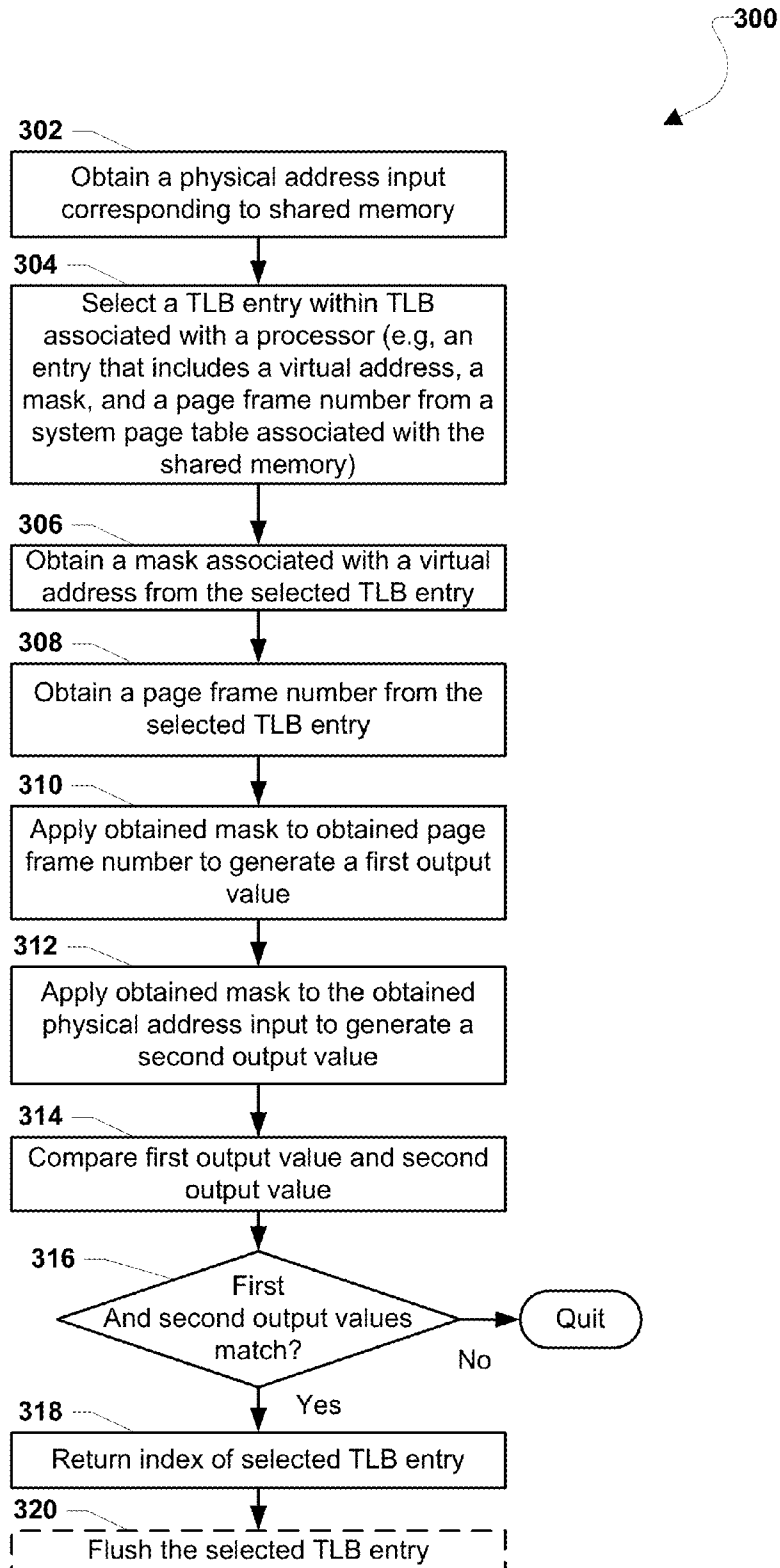 300
302
Obtain a physical address input
corresponding to shared memory
304
Select a TLB entry within TLB
associated with a processor (e.g, an
entry that includes a virtual address, a
mask, and a page frame number from a
system page table associated with the
shared memory)
306
Obtain a mask associated with a virtual
address from the selected TLB entry
308
Obtain a page frame number from the
selected TLB entry
310
Apply obtained mask to obtained page
frame number to generate a first output
value
312
Apply obtained mask to the obtained
physical address input to generate a
second output value
314
Compare first output value and second
output value
316
First
And second output values
match?
Quit
No
Yes
318
Return index of selected TLB entry
320
Flush the selected TLB entry